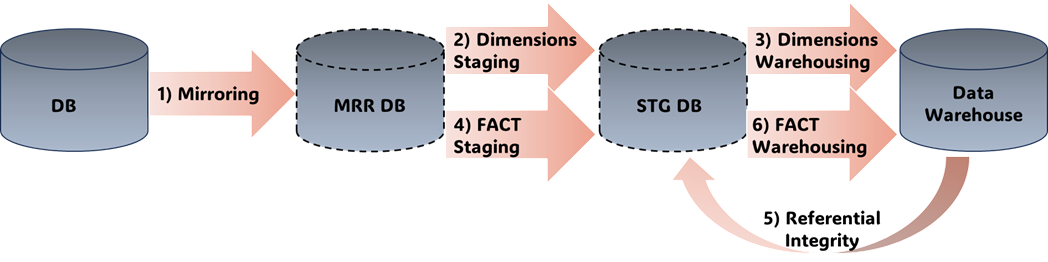 DB
1) Mirroring
MRR DB
2) Dimensions
Staging
4) FACT
Staging
STG DB
3) Dimensions
Warehousing
6) FACT
Warehousing
Data
Warehouse
5) Referential
Integrity